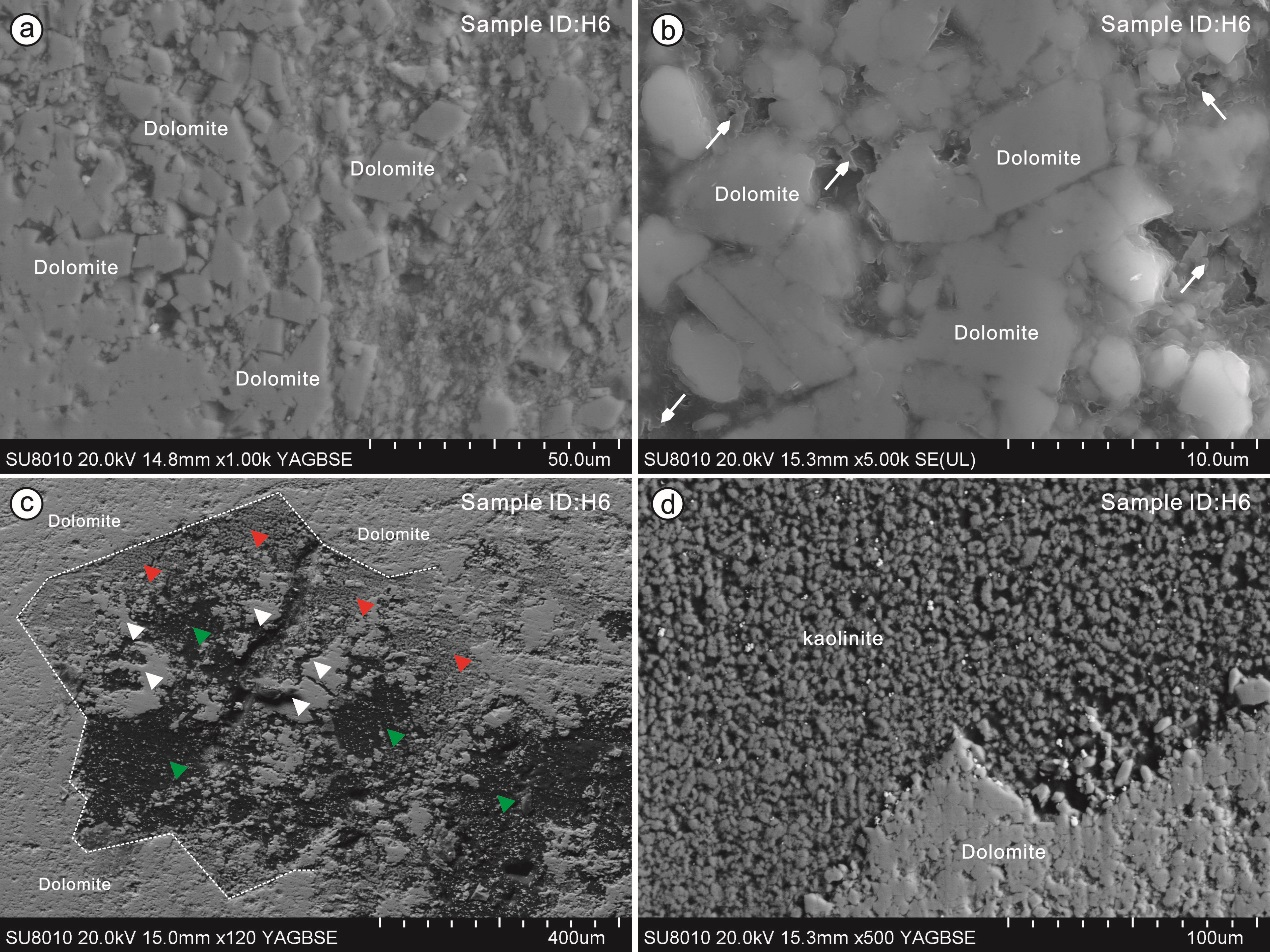 a
Sample ID:H6
Dolomite
Dolomite
Dolomite
Dolomite
SU8010 20.0kV 14.8mm x1.00k YAGBSE
50.0um
b
Sample ID:H6
Dolomite
Dolomite
Dolomite
SU8010 20.0kV 15.3mm x5.00k SE(UL)
10.0um
c
Sample ID:H6
Dolomite
Dolomite
Dolomite
SU8010 20.0kV 15.0mm x120 YAGBSE
400um
d
Sample ID:H6
kaolinite
Dolomite
SU8010 20.0kV 15.3mm x500 YAGBSE
100um